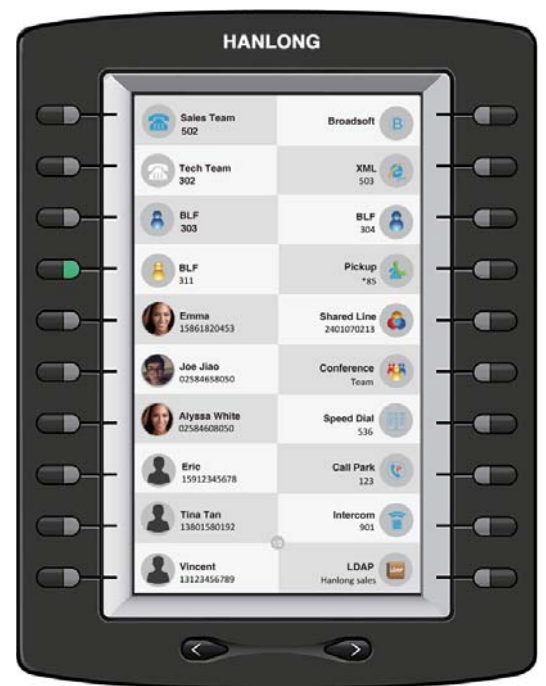 HANLONG
Sales Team
502
Broadsoft
B
Tech Team
302
XML
503
BLF
303
BLF
304
BLF
311
Pickup
*85
Emma
15861820453
Shared Line
2401070213
Joe Jiao
02584658050
Conference
Team
Alyssa White
02584608050
Speed Dial
536
Eric
15912345678
Call Park
123
Tina Tan
13801580192
Intercom
901
Vincent
13123456789
LDAP
Hanlong sales
LDAP